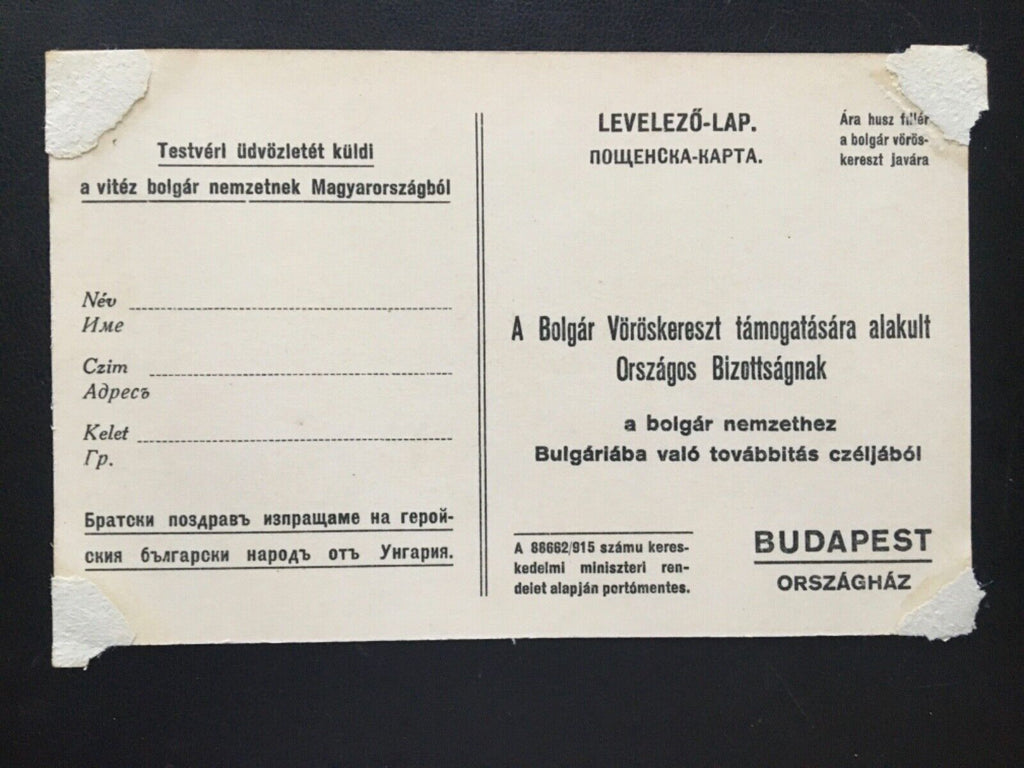 Testvéri üdvözletét küldi
a vitéz bolgár nemzetnek Magyarországból
Név
Име
Czim
Адресъ
Kelet
Гр.
Братски поздравъ изпращаме на герой-
ския български народъ отъ Унгария.
LEVELEZŐ-LAP.
ПОЩЕНСКА-КАРТА.
Ára husz fillér
a bolgár vörös-
kereszt javára
A Bolgár Vöröskereszt támogatására alakult
Országos Bizottságnak
a bolgár nemzethez
Bulgáriába való továbbitás czéljából
A 86662/915 számu keres-
kedelmi miniszteri ren-
delet alapján portómentes.
BUDAPEST
ORSZÁGHÁZ